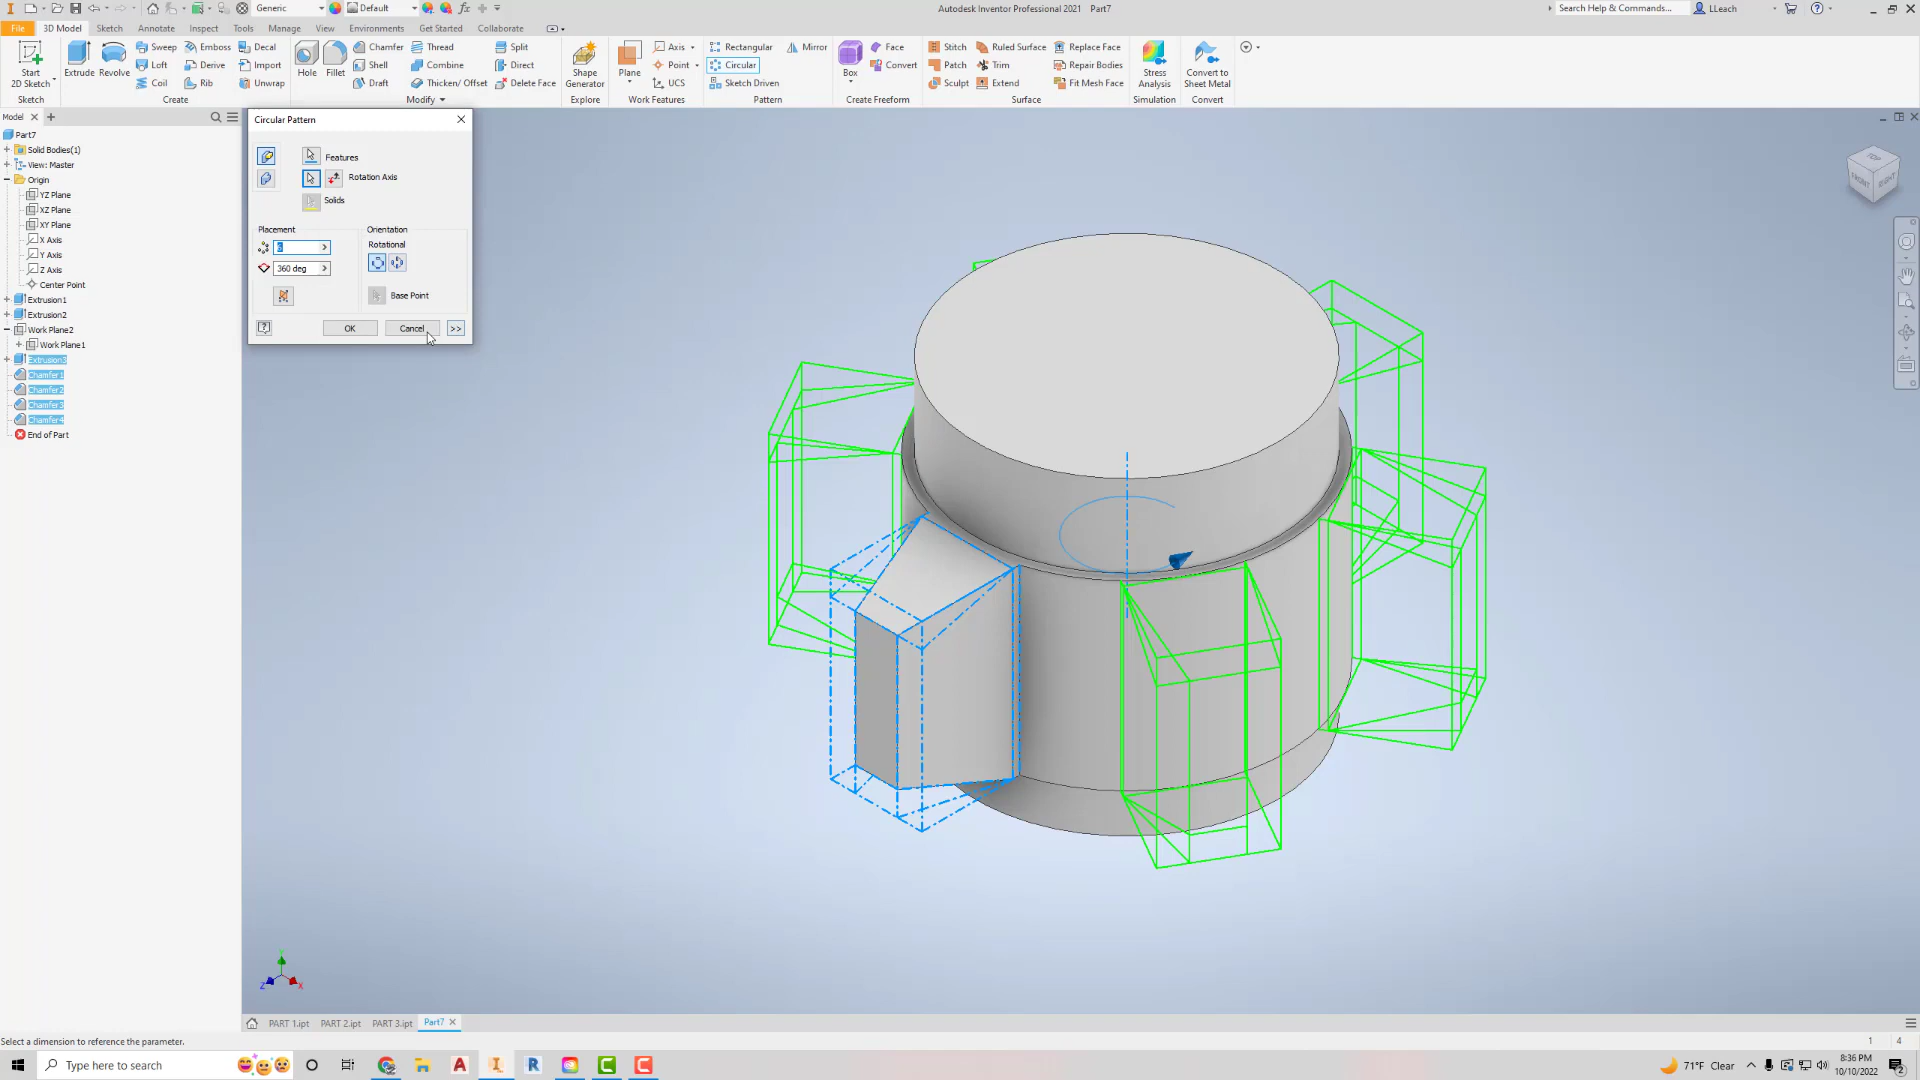 Generic
Default
Autodesk Inventor Professional 2021 Part7
Search Help & Commands...
LLeach
File
3D Model
Sketch
Annotate
Inspect
Tools
Manage
View
Environments
Get Started
Collaborate
Start
2D Sketch
Sketch
Extrude
Revolve
Sweep
Loft
Coil
Emboss
Derive
Rib
Decal
Import
Unwrap
Create
Hole
Fillet
Chamfer
Shell
Draft
Thread
Combine
Thicken/ Offset
Split
Direct
Delete Face
Modify
Shape
Generator
Explore
Plane
Axis
Point
UCS
Work Features
Rectangular
Circular
Sketch Driven
Mirror
Pattern
Box
Face
Convert
Create Freeform
Stitch
Patch
Sculpt
Ruled Surface
Trim
Extend
Replace Face
Repair Bodies
Fit Mesh Face
Surface
Stress
Analysis
Simulation
Convert to
Sheet Metal
Convert
Model
Part7
Solid Bodies(1)
View: Master
Origin
YZ Plane
XZ Plane
XY Plane
X Axis
Y Axis
Z Axis
Center Point
Extrusion1
Extrusion2
Work Plane2
Work Plane1
Extrusion3
Chamfer1
Chamfer2
Chamfer3
Chamfer4
End of Part
Circular Pattern
Features
Rotation Axis
Solids
Placement
Orientation
Rotational
360 deg
Base Point
OK
Cancel
>>
TOP
FRONT
RIGHT
Z
X
PART 1.ipt
PART 2.ipt
PART 3.ipt
Part7
Select a dimension to reference the parameter.
1
4
Type here to search
71°F Clear
8:36 PM
10/10/2022